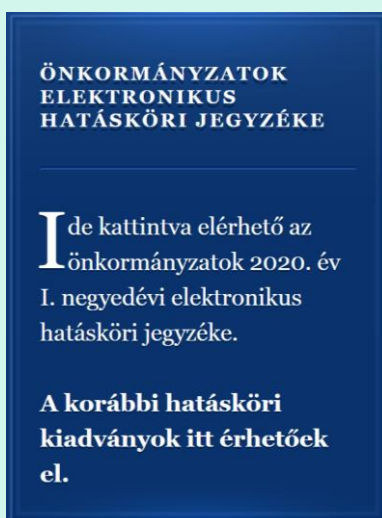 ÖNKORMÁNYZATOK
ELEKTRONIKUS
HATÁSKÖRI JEGYZÉKE
Ide kattintva elérhető az
önkormányzatok 2020. év
I. negyedévi elektronikus
hatásköri jegyzéke.
A korábbi hatásköri
kiadványok itt érhetőek
el.